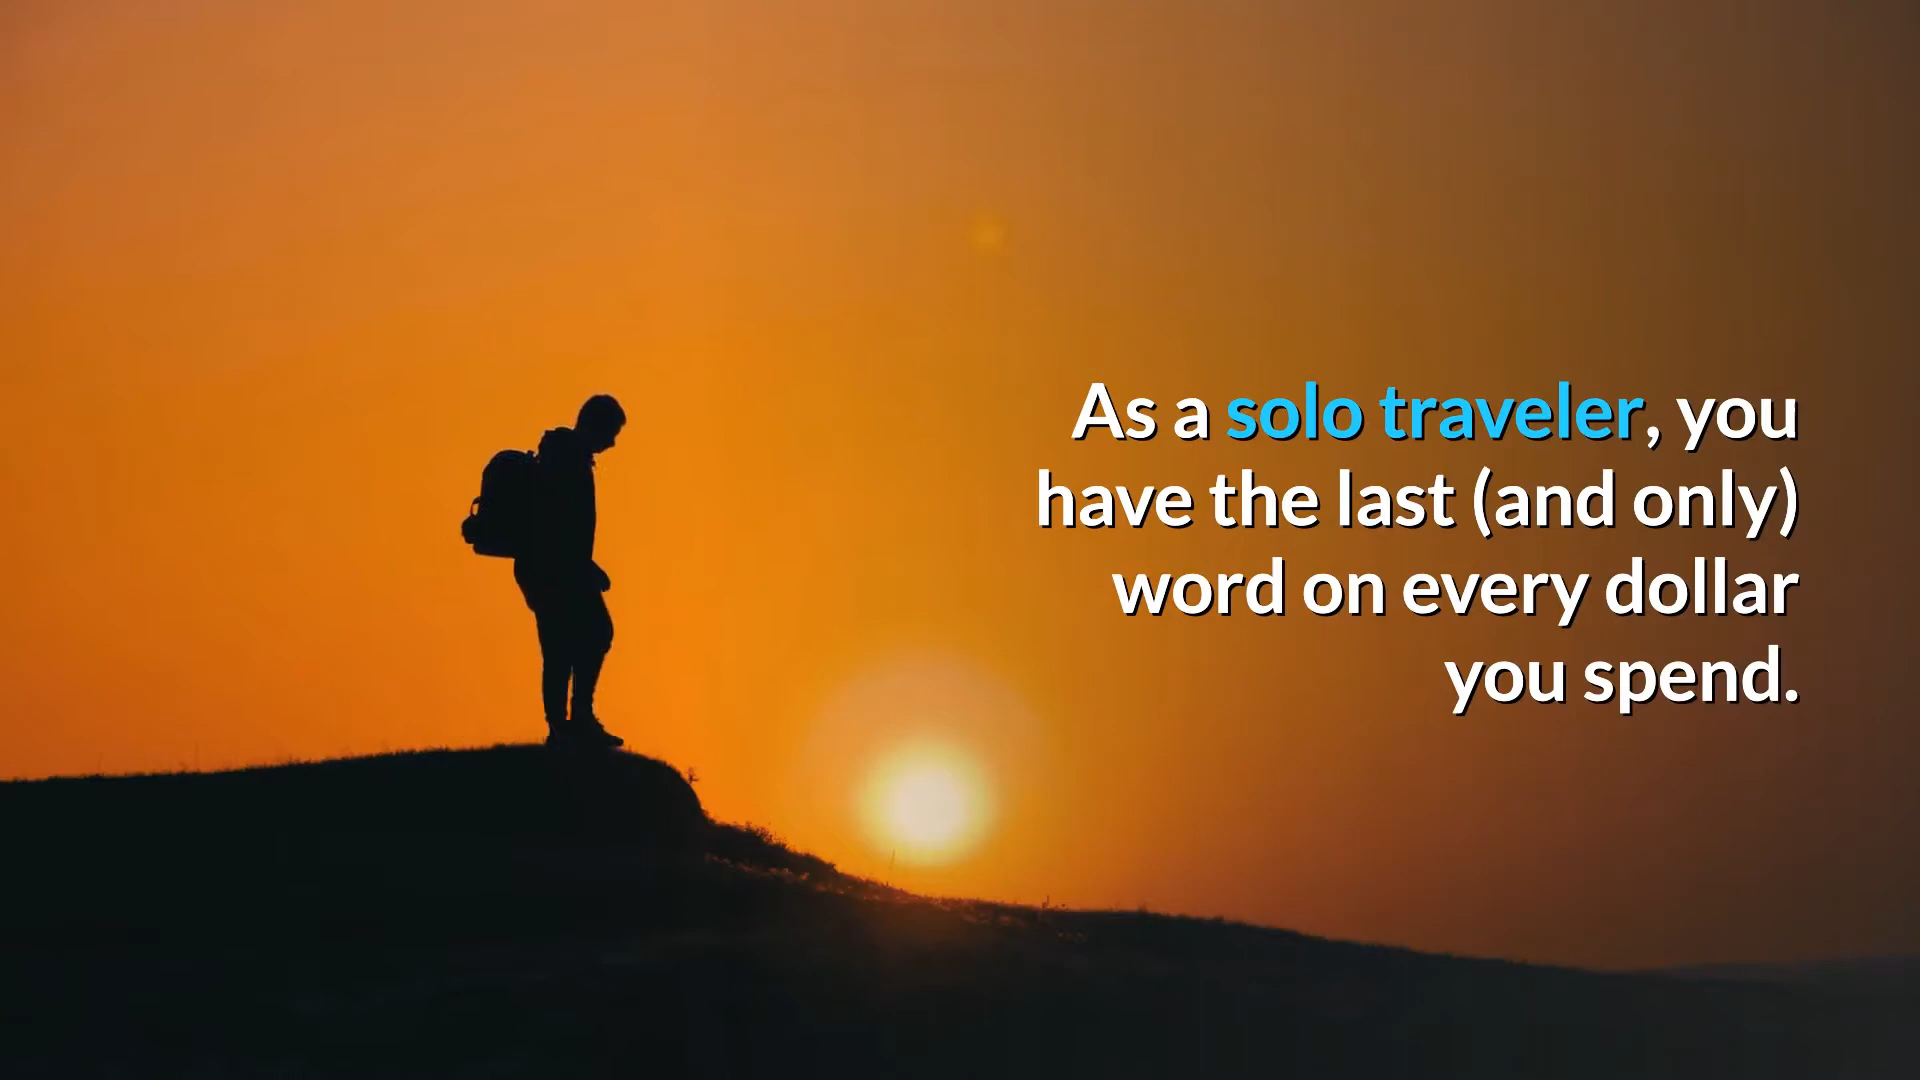 As a solo traveler, you
have the last (and only)
word on every dollar
you spend.